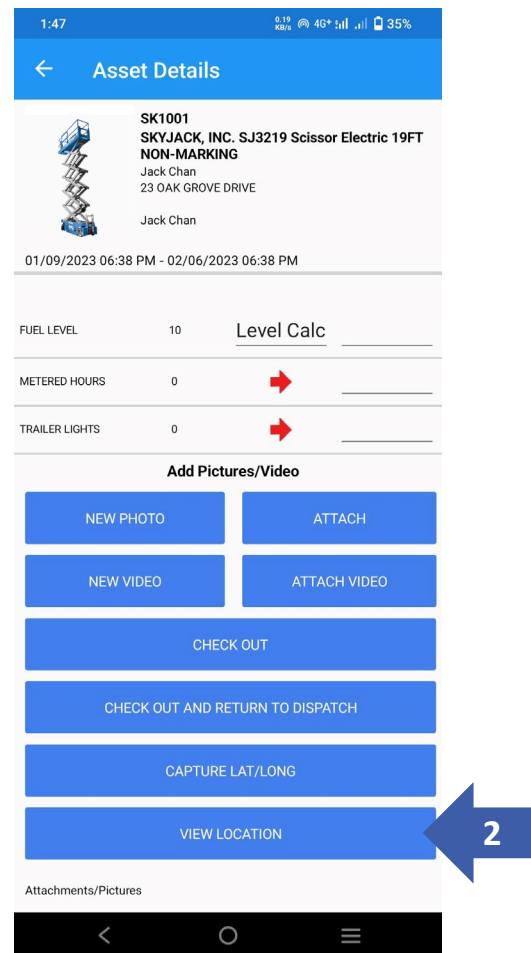 1:47 0.19 KB/s 4G+ 35%
Asset Details
SK1001
SKYJACK, INC. SJ3219 Scissor Electric 19FT
NON-MARKING
Jack Chan
23 OAK GROVE DRIVE
Jack Chan
01/09/2023 06:38 PM - 02/06/2023 06:38 PM
FUEL LEVEL 10 Level Calc
METERED HOURS 0
TRAILER LIGHTS 0
Add Pictures/Video
NEW PHOTO ATTACH
NEW VIDEO ATTACH VIDEO
CHECK OUT
CHECK OUT AND RETURN TO DISPATCH
CAPTURE LAT/LONG
VIEW LOCATION 2
Attachments/Pictures